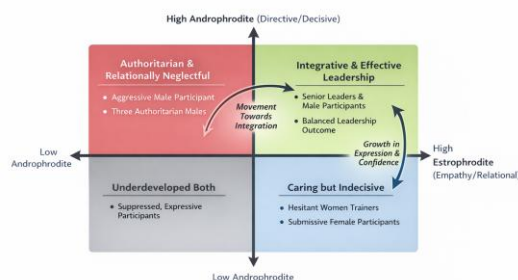 High Androphrodite (Directive/Decisive)
Authoritarian &
Relationally Neglectful
• Aggressive Male Participant
• Three Authoritarian Males
Integrative & Effective
Leadership
• Senior Leaders &
Male Participants
• Balanced Leadership
Outcome
Movement
Towards
Integration
Growth in
Expression &
Confidence
Low
Androphrodite
High
Estrophrodite
(Empathy/Relational)
Underdeveloped Both
• Suppressed, Expressive
Participants
Caring but Indecisive
• Hesitant Women Trainers
• Submissive Female Participants
Low Androphrodite